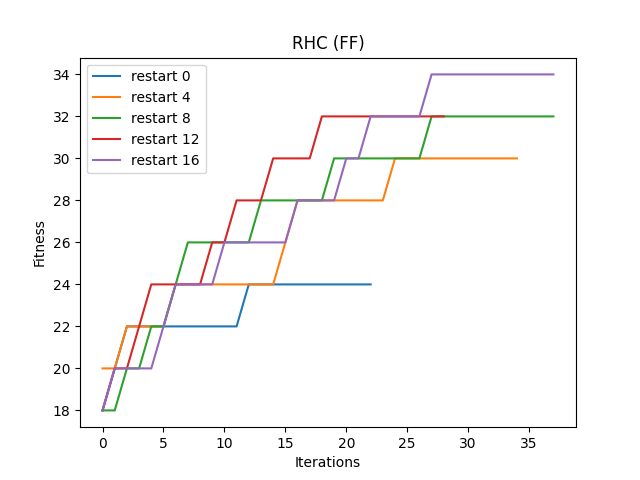 RHC (FF)
restart 0
restart 4
restart 8
restart 12
restart 16
34
32
30
28
26
24
22
20
18
Fitness
0 5 10 15 20 25 30 35
Iterations